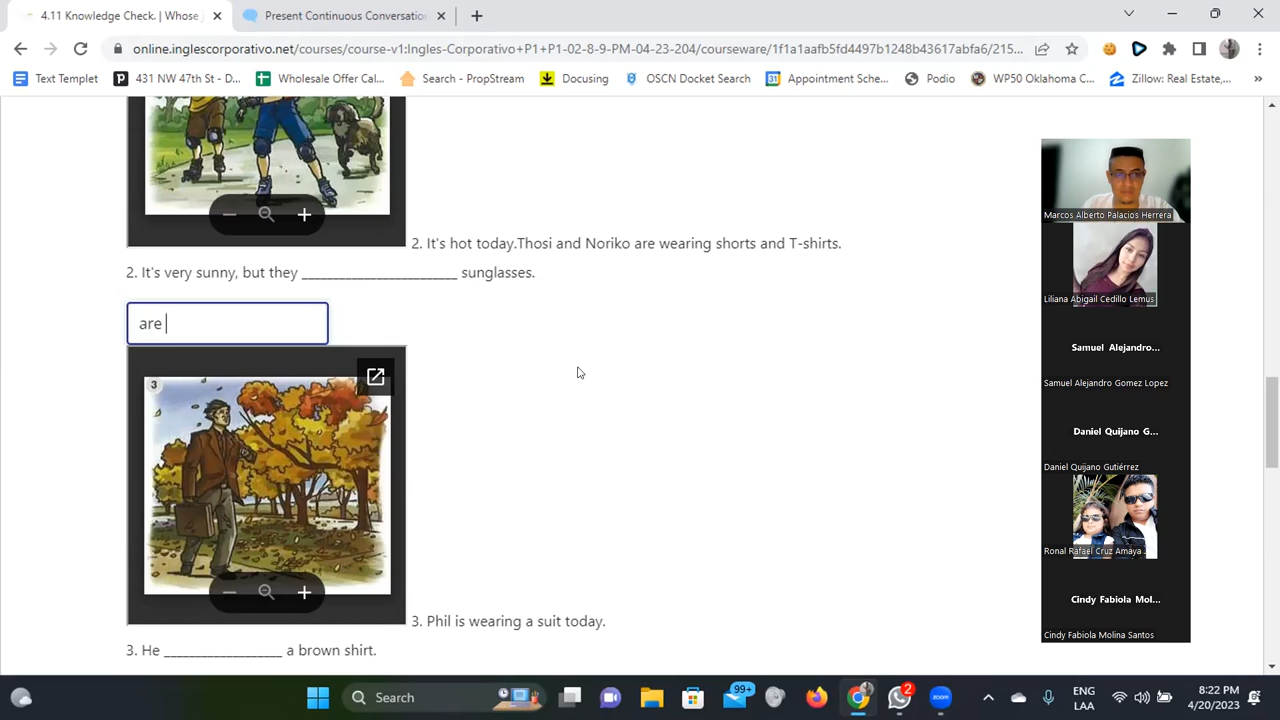 4.11 Knowledge Check. | Whose
Present Continuous Conversation
online.inglescorporativo.net/courses/course-v1:Ingles-Corporativo+P1+P1-02-8-9-PM-04-23-204/courseware/1f1a1aafb5fd4497b1248b43617abfa6/215...
Text Templet
431 NW 47th St - D...
Wholesale Offer Cal...
Search - PropStream
Docusing
OSCN Docket Search
Appointment Sche...
Podio
WP50 Oklahoma C...
Zillow: Real Estate,...
»
2. It's hot today.Thosi and Noriko are wearing shorts and T-shirts.
2. It's very sunny, but they _________________________ sunglasses.
are
3
3. Phil is wearing a suit today.
3. He ___________________ a brown shirt.
Marcos Alberto Palacios Herrera
Liliana Abigail Cedillo Lemus
Samuel Alejandro...
Samuel Alejandro Gomez Lopez
Daniel Quijano G...
Daniel Quijano Gutiérrez
Ronal Rafael Cruz Amaya
Cindy Fabiola Mol...
Cindy Fabiola Molina Santos
Search
99+
2
zoom
ENG
LAA
8:22 PM
4/20/2023